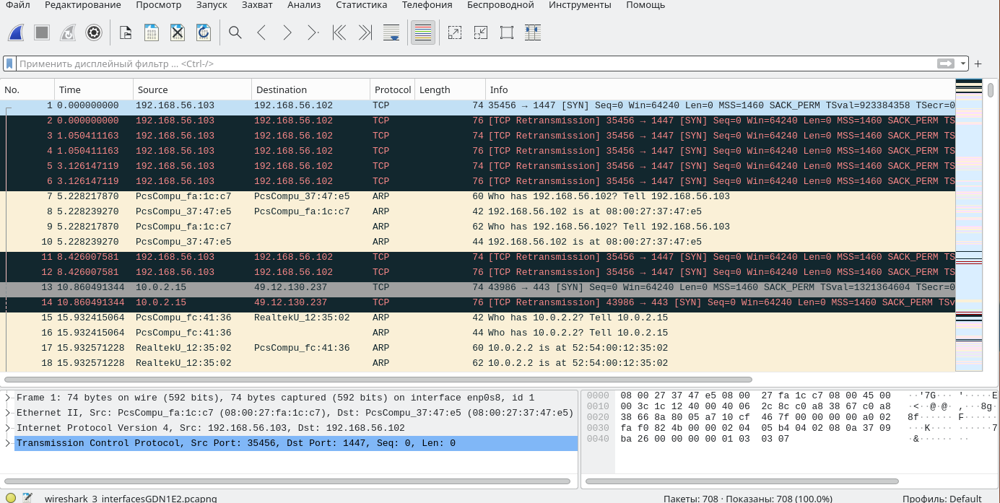 Файл Редактирование Просмотр Запуск Захват Анализ Статистика Телефония Беспроводной Инструменты Помощь
Применить дисплейный фильтр ... <Ctrl-/>
No. Time Source Destination Protocol Length Info
1 0.000000000 192.168.56.103 192.168.56.102 TCP 74 35456 → 1447 [SYN] Seq=0 Win=64240 Len=0 MSS=1460 SACK_PERM TSval=923384358 TSecr=0
2 0.000000000 192.168.56.103 192.168.56.102 TCP 76 [TCP Retransmission] 35456 → 1447 [SYN] Seq=0 Win=64240 Len=0 MSS=1460 SACK_PERM TS
3 1.050411163 192.168.56.103 192.168.56.102 TCP 74 [TCP Retransmission] 35456 → 1447 [SYN] Seq=0 Win=64240 Len=0 MSS=1460 SACK_PERM TS
4 1.050411163 192.168.56.103 192.168.56.102 TCP 76 [TCP Retransmission] 35456 → 1447 [SYN] Seq=0 Win=64240 Len=0 MSS=1460 SACK_PERM TS
5 3.126147119 192.168.56.103 192.168.56.102 TCP 74 [TCP Retransmission] 35456 → 1447 [SYN] Seq=0 Win=64240 Len=0 MSS=1460 SACK_PERM TS
6 3.126147119 192.168.56.103 192.168.56.102 TCP 76 [TCP Retransmission] 35456 → 1447 [SYN] Seq=0 Win=64240 Len=0 MSS=1460 SACK_PERM TS
7 5.228217870 PcsCompu_fa:1c:c7 PcsCompu_37:47:e5 ARP 60 Who has 192.168.56.102? Tell 192.168.56.103
8 5.228239270 PcsCompu_37:47:e5 PcsCompu_fa:1c:c7 ARP 42 192.168.56.102 is at 08:00:27:37:47:e5
9 5.228217870 PcsCompu_fa:1c:c7 ARP 62 Who has 192.168.56.102? Tell 192.168.56.103
10 5.228239270 PcsCompu_37:47:e5 ARP 44 192.168.56.102 is at 08:00:27:37:47:e5
11 8.426007581 192.168.56.103 192.168.56.102 TCP 74 [TCP Retransmission] 35456 → 1447 [SYN] Seq=0 Win=64240 Len=0 MSS=1460 SACK_PERM TS
12 8.426007581 192.168.56.103 192.168.56.102 TCP 76 [TCP Retransmission] 35456 → 1447 [SYN] Seq=0 Win=64240 Len=0 MSS=1460 SACK_PERM TS
13 10.860491344 10.0.2.15 49.12.130.237 TCP 74 43986 → 443 [SYN] Seq=0 Win=64240 Len=0 MSS=1460 SACK_PERM TSval=1321364604 TSecr=0
14 10.860491344 10.0.2.15 49.12.130.237 TCP 76 [TCP Retransmission] 43986 → 443 [SYN] Seq=0 Win=64240 Len=0 MSS=1460 SACK_PERM TSv
15 15.932415064 PcsCompu_fc:41:36 RealtekU_12:35:02 ARP 42 Who has 10.0.2.2? Tell 10.0.2.15
16 15.932415064 PcsCompu_fc:41:36 ARP 44 Who has 10.0.2.2? Tell 10.0.2.15
17 15.932571228 RealtekU_12:35:02 PcsCompu_fc:41:36 ARP 60 10.0.2.2 is at 52:54:00:12:35:02
18 15.932571228 RealtekU_12:35:02 ARP 62 10.0.2.2 is at 52:54:00:12:35:02
Frame 1: 74 bytes on wire (592 bits), 74 bytes captured (592 bits) on interface enp0s8, id 1
Ethernet II, Src: PcsCompu_fa:1c:c7 (08:00:27:fa:1c:c7), Dst: PcsCompu_37:47:e5 (08:00:27:37:47:e5)
Internet Protocol Version 4, Src: 192.168.56.103, Dst: 192.168.56.102
Transmission Control Protocol, Src Port: 35456, Dst Port: 1447, Seq: 0, Len: 0
0000 08 00 27 37 47 e5 08 00 27 fa 1c c7 08 00 45 00 ··'7G··· '·····E
0010 00 3c 1c 12 40 00 40 06 2c 8c c0 a8 38 67 c0 a8 ·<··@·@· ,···8g
0020 38 66 8a 80 05 a7 10 cf 46 7f 00 00 00 00 a0 02 8f······ F·······
0030 fa f0 82 4b 00 00 02 04 05 b4 04 02 08 0a 37 09 ···K···· ······7
0040 ba 26 00 00 00 00 01 03 03 07 ·&······ ··
wireshark_3_interfacesGDN1E2.pcapng
Пакеты: 708 · Показаны: 708 (100.0%)
Профиль: Default